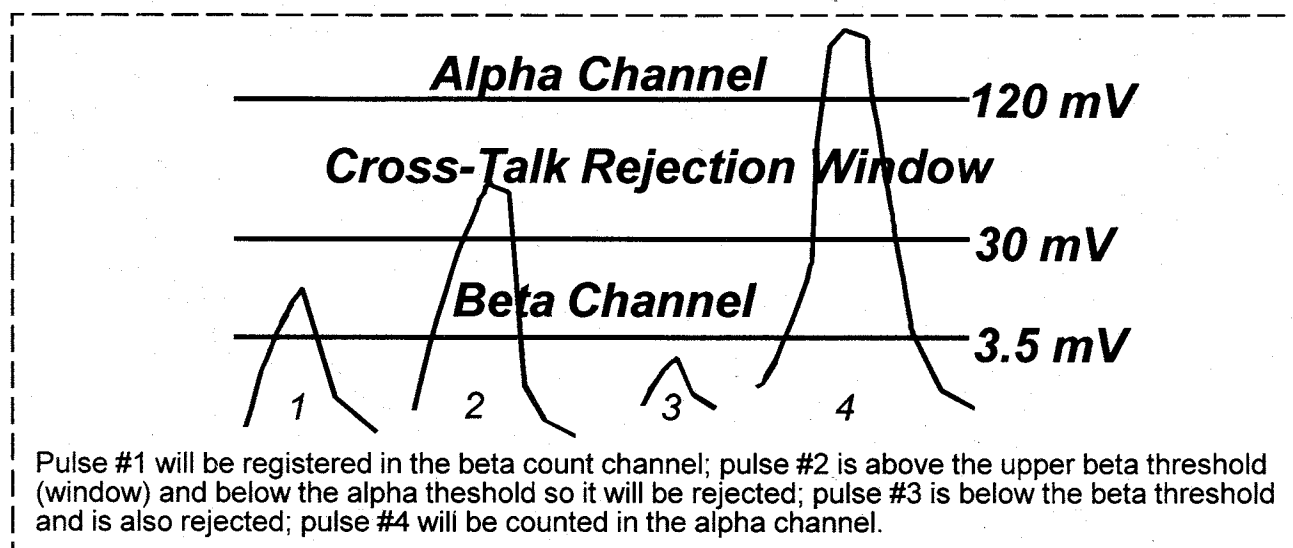 Alpha Channel
120 mV
Cross-Talk Rejection Window
30 mV
Beta Channel
3.5 mV
1 2 3 4
Pulse #1 will be registered in the beta count channel; pulse #2 is above the upper beta threshold
(window) and below the alpha theshold so it will be rejected; pulse #3 is below the beta threshold
and is also rejected; pulse #4 will be counted in the alpha channel.